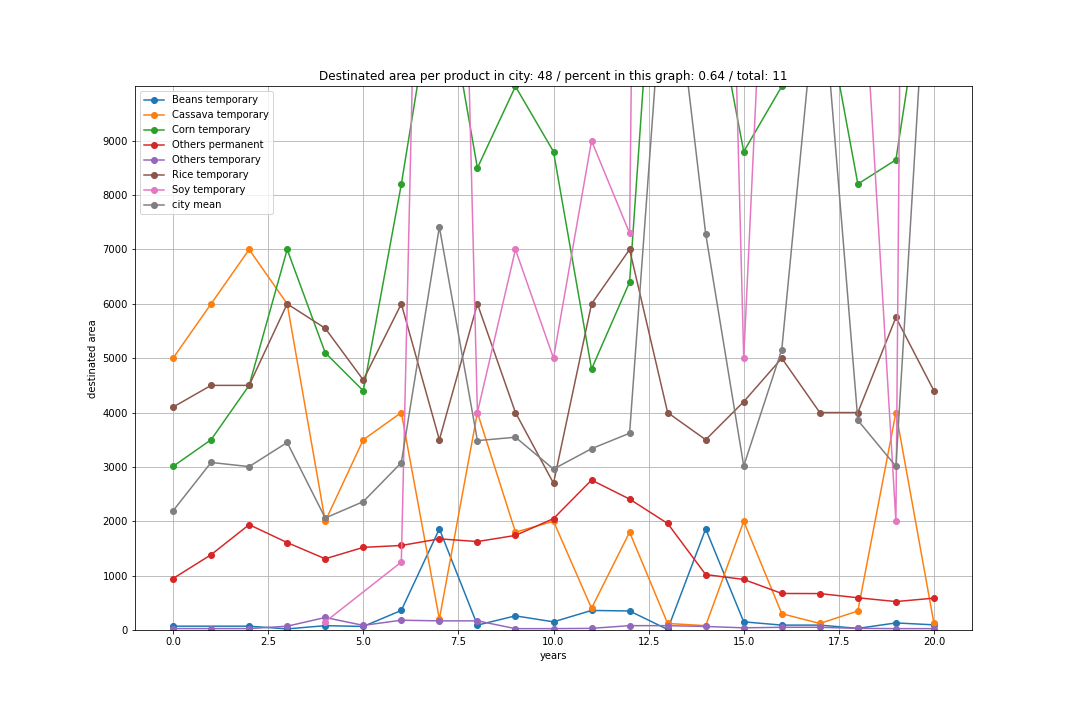 Destinated area per product in city: 48 / percent in this graph: 0.64 / total: 11
Beans temporary
Cassava temporary
Corn temporary
Others permanent
Others temporary
Rice temporary
Soy temporary
city mean
9000
8000
7000
6000
5000
4000
3000
2000
1000
0
destinated area
0.0 2.5 5.0 7.5 10.0 12.5 15.0 17.5 20.0
years